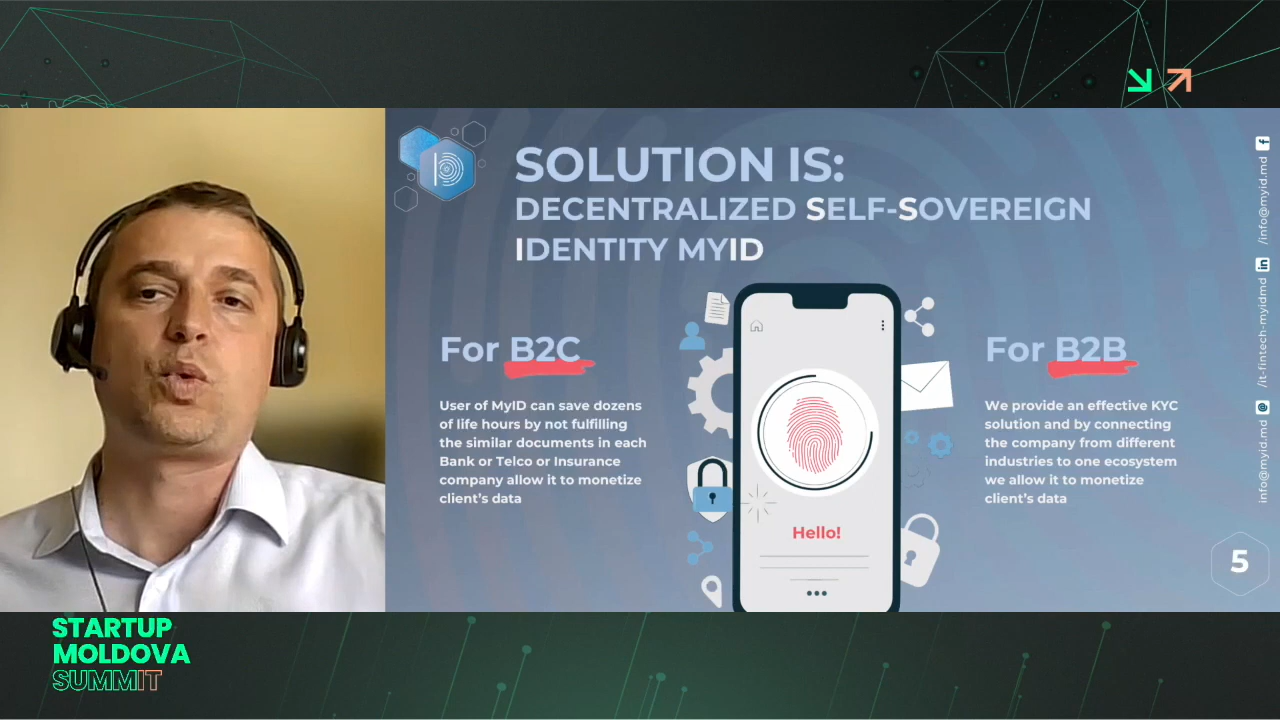 SOLUTION IS:
DECENTRALIZED SELF-SOVEREIGN
IDENTITY MYID
For B2C
User of MyID can save dozens
of life hours by not fulfilling
the similar documents in each
Bank or Telco or Insurance
company allow it to monetize
client's data
Hello!
For B2B
We provide an effective KYC
solution and by connecting
the company from different
industries to one ecosystem
we allow it to monetize
client's data
/info@myid.md
/it-fintech-myidmd
info@myid.md
5
STARTUP
MOLDOVA
SUMMIT